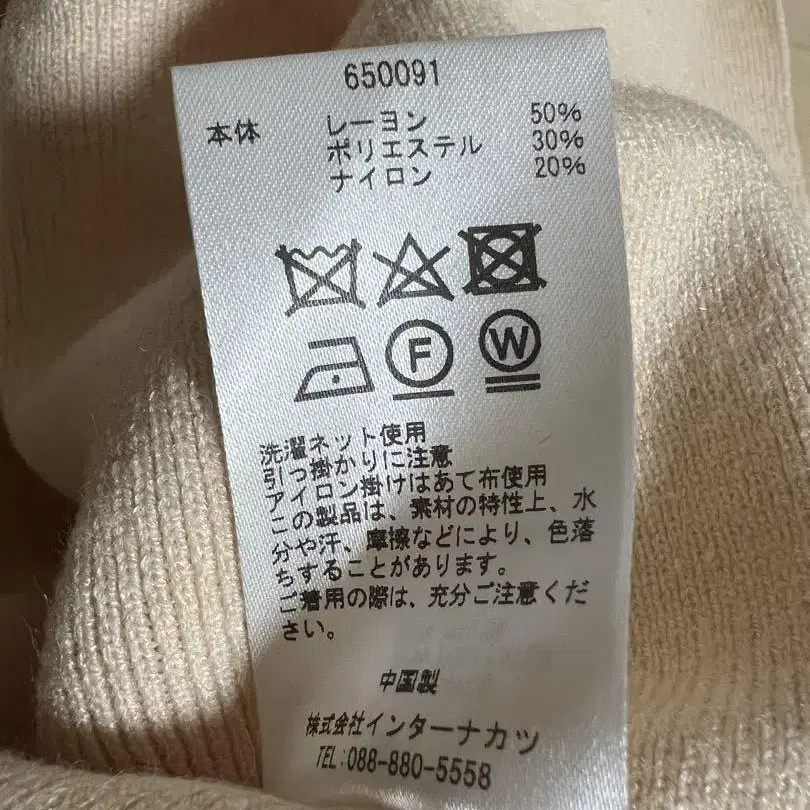 650091
本体 レーヨン 50%
ポリエステル 30%
ナイロン 20%
F W
洗濯ネット使用
引っ掛かりに注意
アイロン掛けはあて布使用
この製品は、素材の特性上、水
分や汗、摩擦などにより、色落
ちすることがあります。
ご着用の際は、充分ご注意くだ
さい。
中国製
株式会社インターナカツ
TEL:088-880-5558